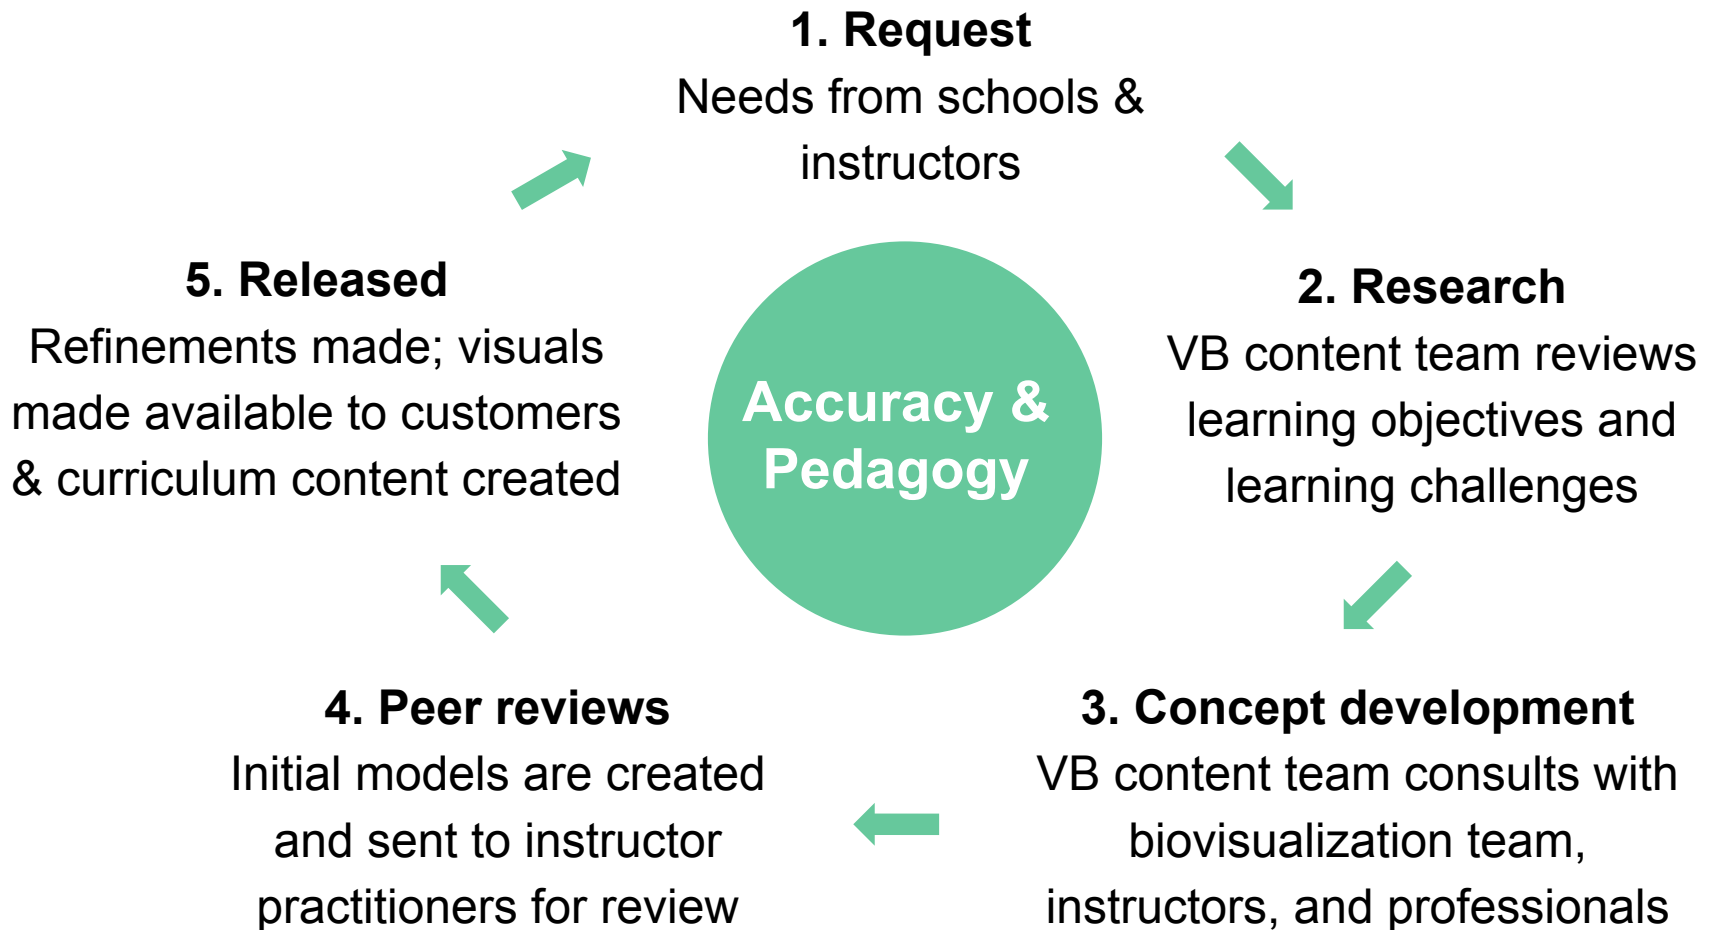 1. Request
Needs from schools &
instructors
2. Research
VB content team reviews
learning objectives and
learning challenges
3. Concept development
VB content team consults with
biovisualization team,
instructors, and professionals
4. Peer reviews
Initial models are created
and sent to instructor
practitioners for review
5. Released
Refinements made; visuals
made available to customers
& curriculum content created
Accuracy &
Pedagogy